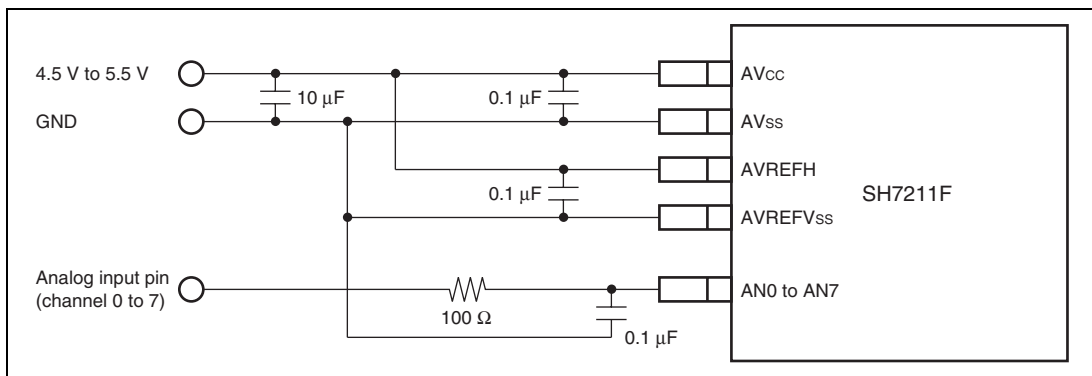 4.5 V to 5.5 V
GND
10 μF
0.1 μF
0.1 μF
Analog input pin
(channel 0 to 7)
100 Ω
0.1 μF
AVcc
AVss
AVREFH
AVREFVss
AN0 to AN7
SH7211F